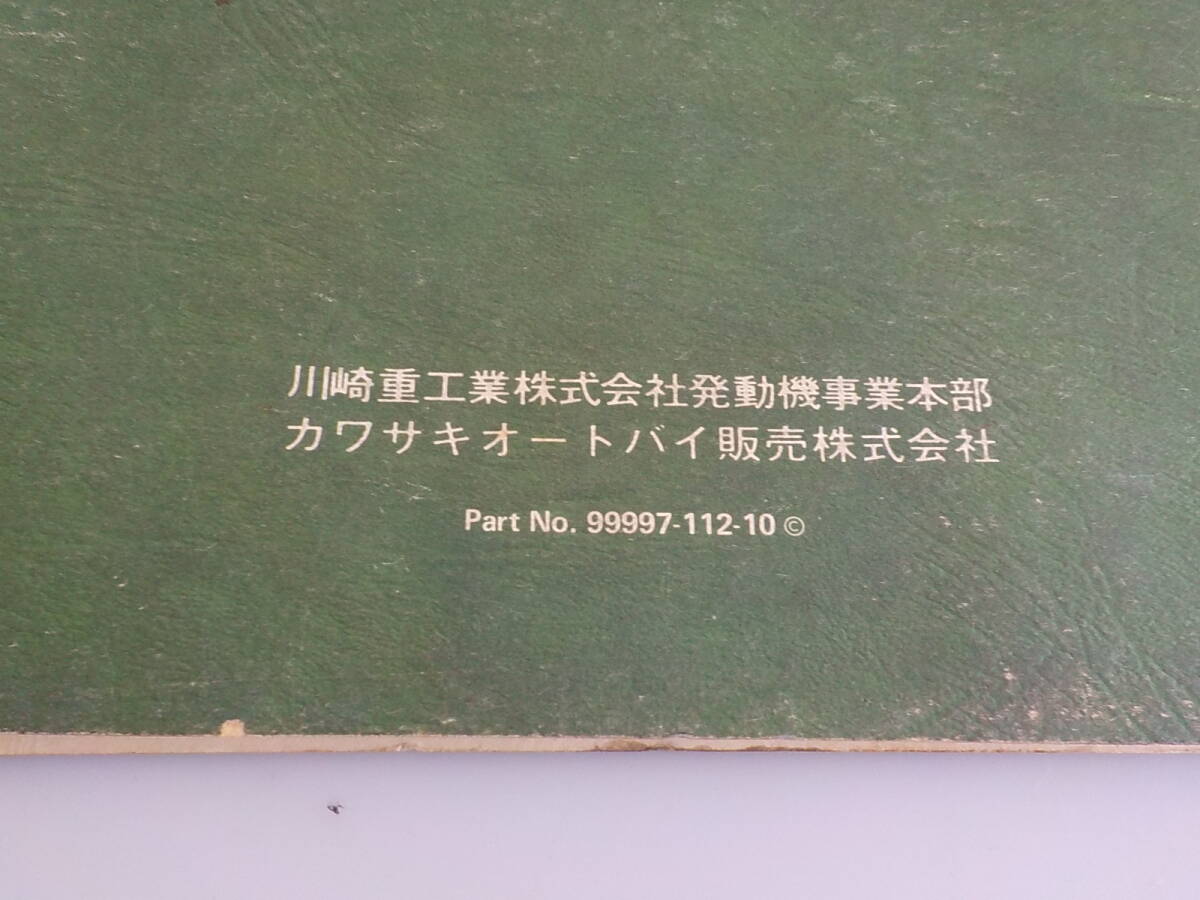 川崎重工業株式会社発動機事業本部
カワサキオートバイ販売株式会社
Part No. 99997-112-10 ©